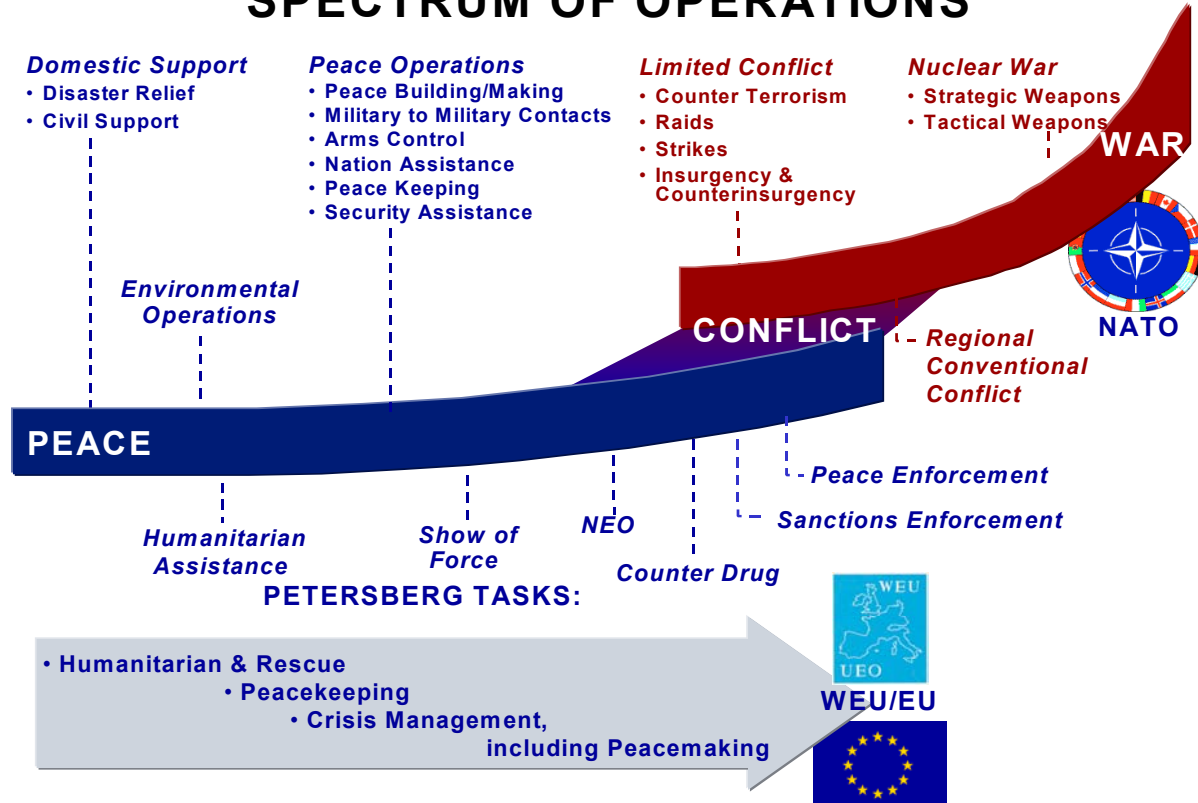 SPECTRUM OF OPERATIONS
Domestic Support
• Disaster Relief
• Civil Support
Peace Operations
• Peace Building/Making
• Military to Military Contacts
• Arms Control
• Nation Assistance
• Peace Keeping
• Security Assistance
Limited Conflict
• Counter Terrorism
• Raids
• Strikes
• Insurgency &
Counterinsurgency
Nuclear War
• Strategic Weapons
• Tactical Weapons
WAR
Environmental
Operations
CONFLICT
NATO
Regional
Conventional
Conflict
PEACE
Peace Enforcement
Sanctions Enforcement
NEO
Show of
Force
Humanitarian
Assistance
Counter Drug
PETERSBERG TASKS:
• Humanitarian & Rescue
• Peacekeeping
• Crisis Management,
including Peacemaking
WEU
UEO
WEU/EU